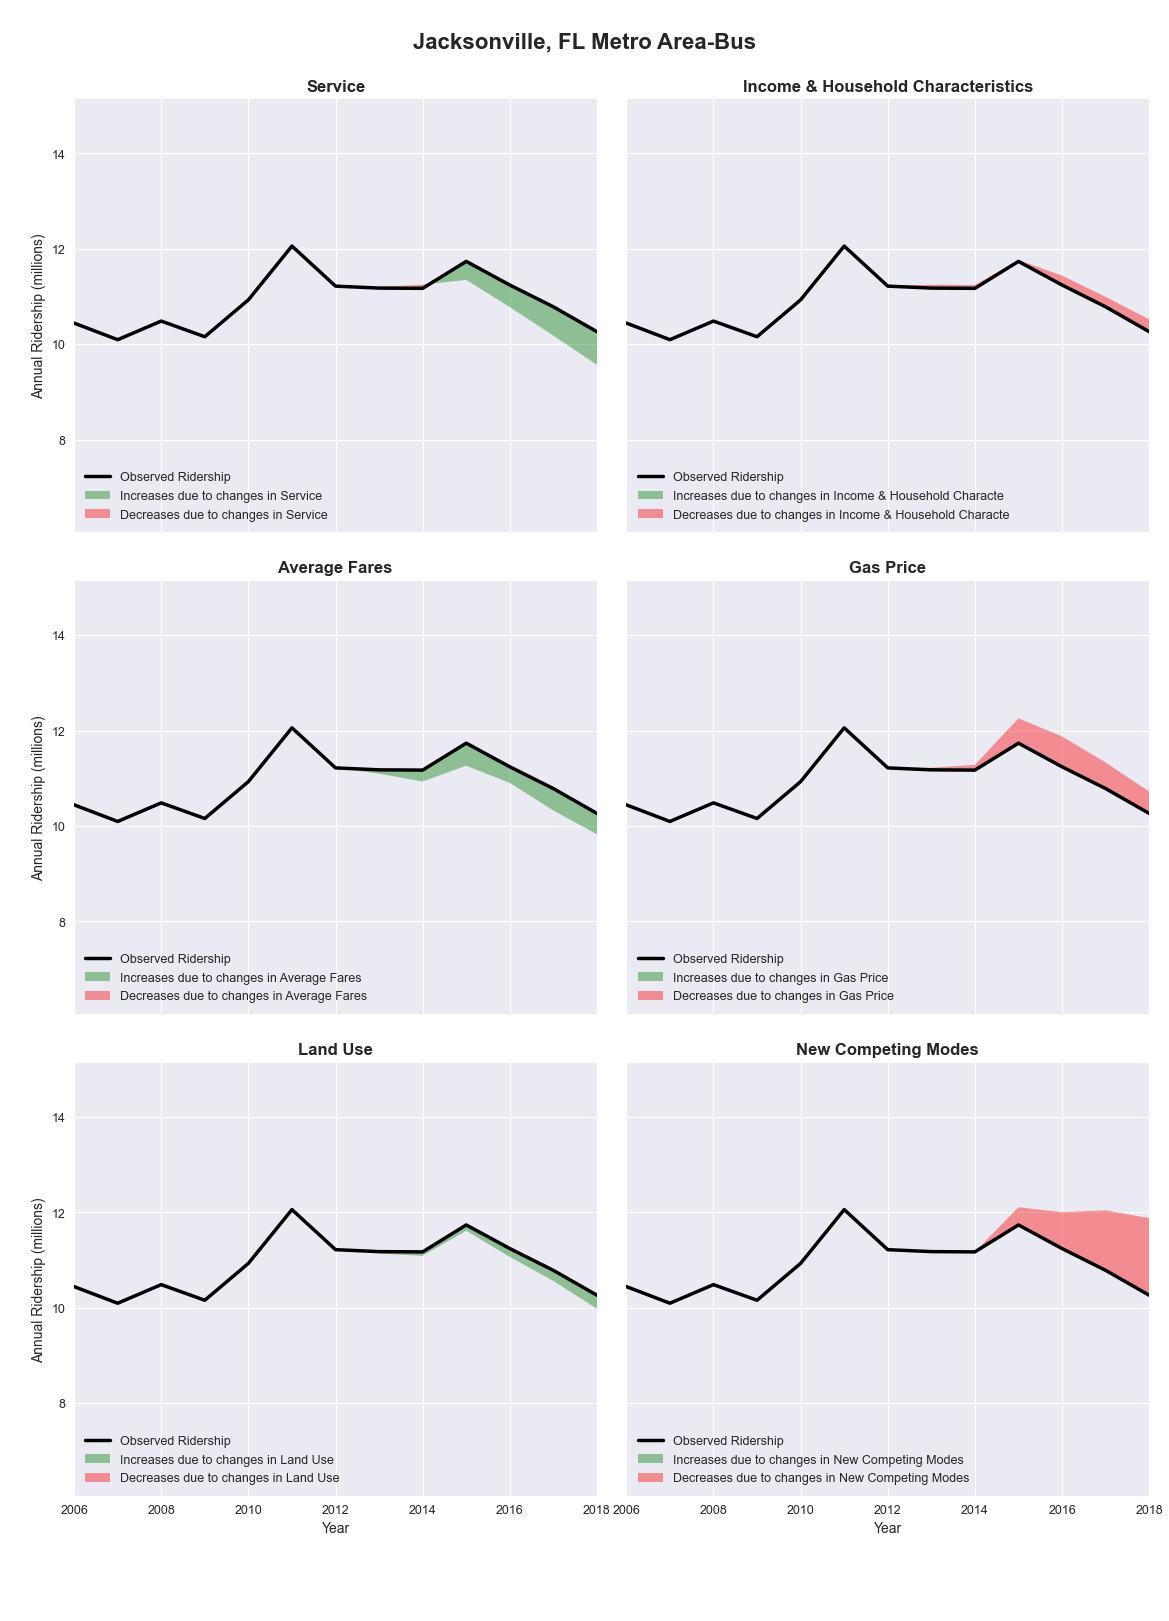 Jacksonville, FL Metro Area-Bus
Service
Income & Household Characteristics
14
12
10
8
Annual Ridership (millions)
Observed Ridership
Increases due to changes in Service
Decreases due to changes in Service
Observed Ridership
Increases due to changes in Income & Household Characte
Decreases due to changes in Income & Household Characte
Average Fares
Gas Price
14
12
10
8
Annual Ridership (millions)
Observed Ridership
Increases due to changes in Average Fares
Decreases due to changes in Average Fares
Observed Ridership
Increases due to changes in Gas Price
Decreases due to changes in Gas Price
Land Use
New Competing Modes
14
12
10
8
Annual Ridership (millions)
Observed Ridership
Increases due to changes in Land Use
Decreases due to changes in Land Use
Observed Ridership
Increases due to changes in New Competing Modes
Decreases due to changes in New Competing Modes
2006 2008 2010 2012 2014 2016 2018
2006 2008 2010 2012 2014 2016 2018
Year
Year